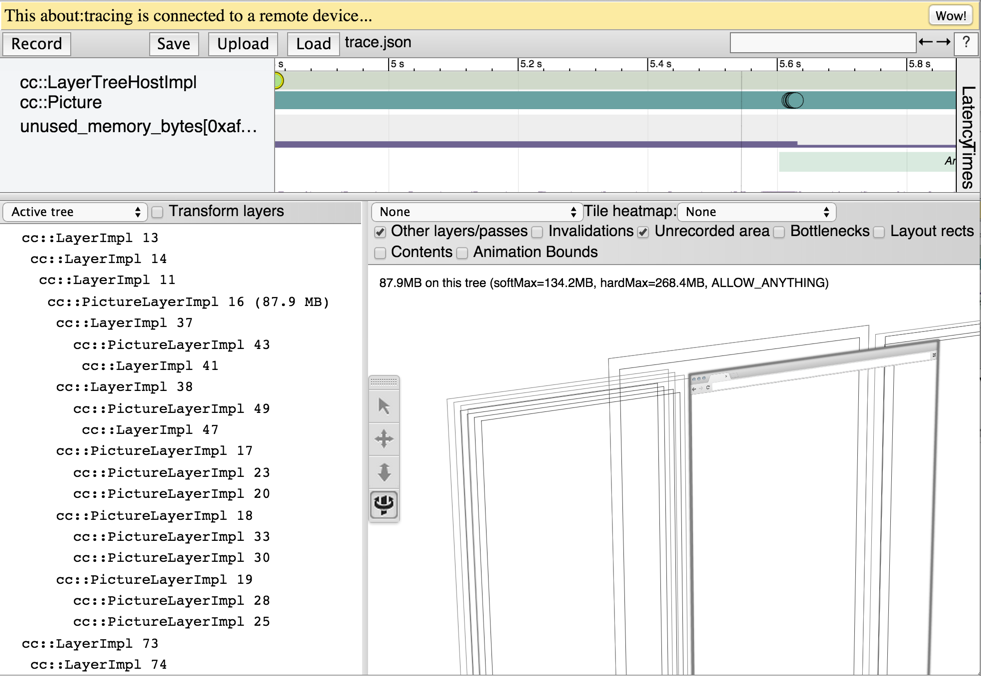 This about:tracing is connected to a remote device... Wow!
Record Save Upload Load trace.json ?
s 5 s 5.2 s 5.4 s 5.6 s 5.8 s
cc::LayerTreeHostImpl
cc::Picture
unused_memory_bytes[0xaf...
LatencyTimes
Active tree Transform layers
cc::LayerImpl 13
cc::LayerImpl 14
cc::LayerImpl 11
cc::PictureLayerImpl 16 (87.9 MB)
cc::LayerImpl 37
cc::PictureLayerImpl 43
cc::LayerImpl 41
cc::LayerImpl 38
cc::PictureLayerImpl 49
cc::LayerImpl 47
cc::PictureLayerImpl 17
cc::PictureLayerImpl 23
cc::PictureLayerImpl 20
cc::PictureLayerImpl 18
cc::PictureLayerImpl 33
cc::PictureLayerImpl 30
cc::PictureLayerImpl 19
cc::PictureLayerImpl 28
cc::PictureLayerImpl 25
cc::LayerImpl 73
cc::LayerImpl 74
None Tile heatmap: None
Other layers/passes Invalidations Unrecorded area Bottlenecks Layout rects
Contents Animation Bounds
87.9MB on this tree (softMax=134.2MB, hardMax=268.4MB, ALLOW_ANYTHING)